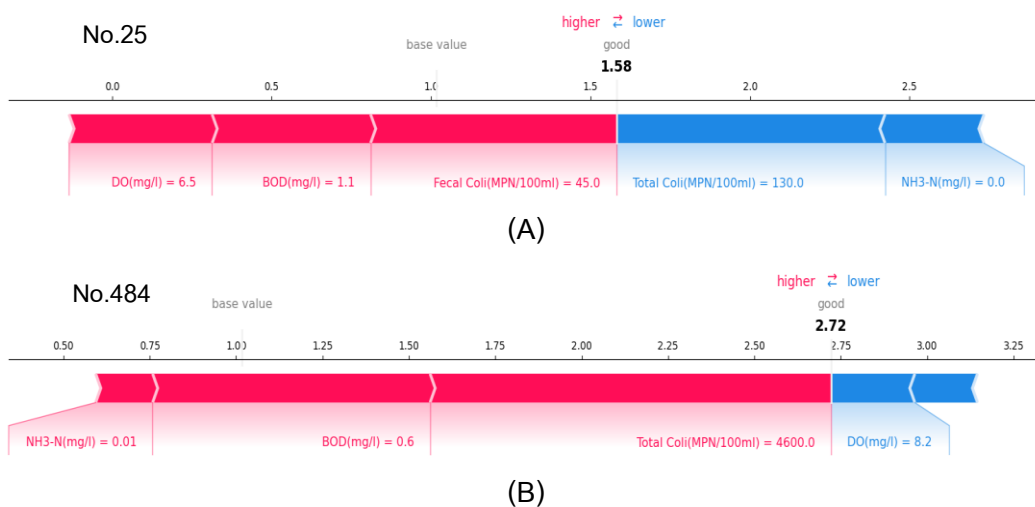 No.25
higher ⇄ lower
base value
good
1.58
0.0 0.5 1.0 1.5 2.0 2.5
DO(mg/l) = 6.5 BOD(mg/l) = 1.1 Fecal Coli(MPN/100ml) = 45.0 Total Coli(MPN/100ml) = 130.0 NH3-N(mg/l) = 0.0
(A)
No.484
higher ⇄ lower
base value
good
2.72
0.50 0.75 1.00 1.25 1.50 1.75 2.00 2.25 2.50 2.75 3.00 3.25
NH3-N(mg/l) = 0.01 BOD(mg/l) = 0.6 Total Coli(MPN/100ml) = 4600.0 DO(mg/l) = 8.2
(B)